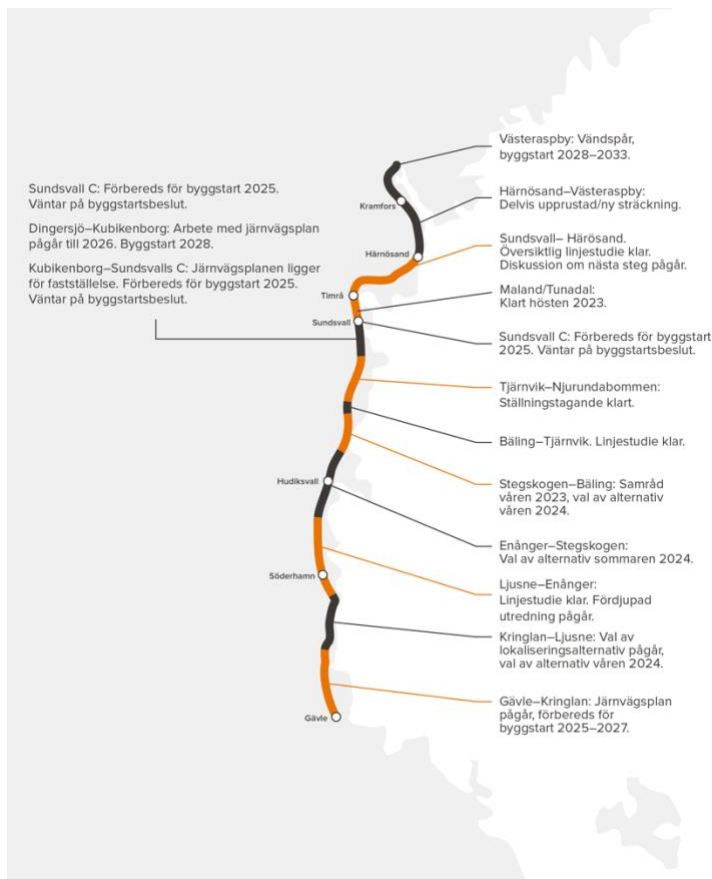 Sundsvall C: Förbereds för byggstart 2025.
Väntar på byggstartsbeslut.
Dingersjö–Kubikenborg: Arbete med järnvägsplan
pågår till 2026. Byggstart 2028.
Kubikenborg–Sundsvalls C: Järnvägsplanen ligger
för fastställelse. Förbereds för byggstart 2025.
Väntar på byggstartsbeslut.
Kramfors
Härnösand
Timrå
Sundsvall
Hudiksvall
Söderhamn
Gävle
Västeraspby: Vändspår,
byggstart 2028–2033.
Härnösand–Västeraspby:
Delvis upprustad/ny sträckning.
Sundsvall– Härösand.
Översiktlig linjestudie klar.
Diskussion om nästa steg pågår.
Maland/Tunadal:
Klart hösten 2023.
Sundsvall C: Förbereds för byggstart
2025. Väntar på byggstartsbeslut.
Tjärnvik–Njurundabommen:
Ställningstagande klart.
Bäling–Tjärnvik. Linjestudie klar.
Stegskogen–Bäling: Samråd
våren 2023, val av alternativ
våren 2024.
Enånger–Stegskogen:
Val av alternativ sommaren 2024.
Ljusne–Enånger:
Linjestudie klar. Fördjupad
utredning pågår.
Kringlan–Ljusne: Val av
lokaliseringsalternativ pågår,
val av alternativ våren 2024.
Gävle–Kringlan: Järnvägsplan
pågår, förbereds för
byggstart 2025–2027.